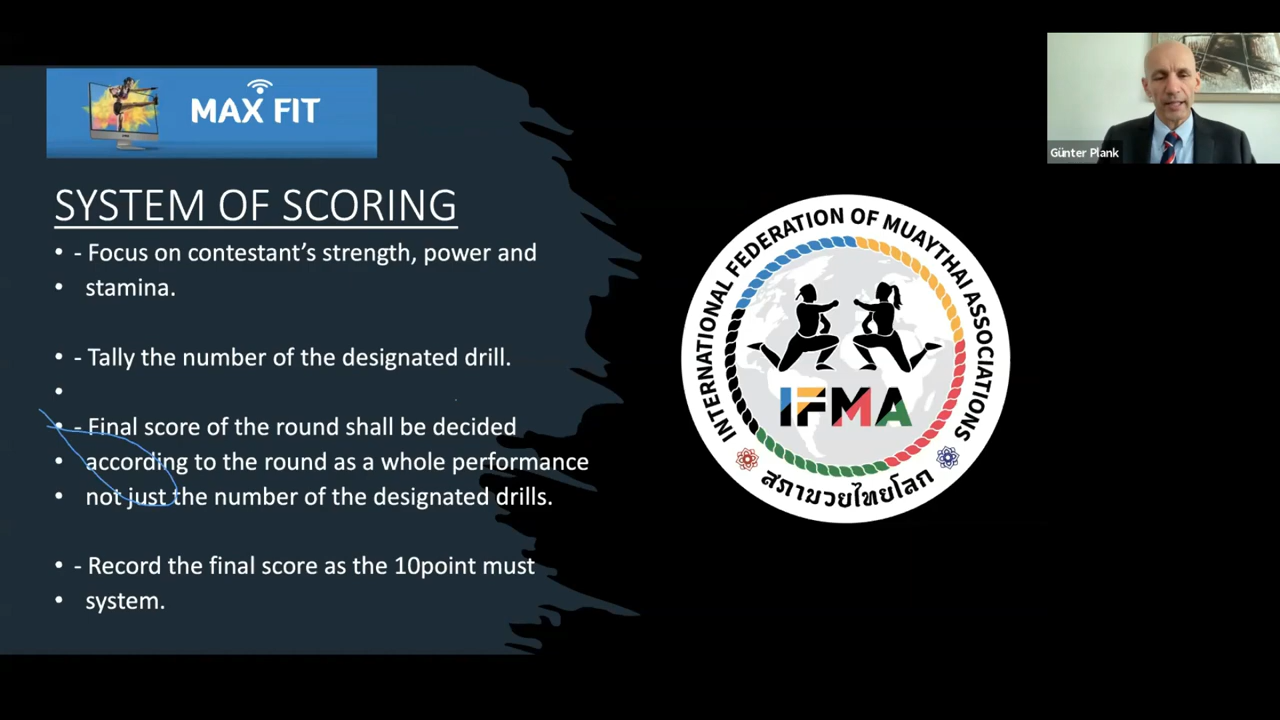 MAX FIT
SYSTEM OF SCORING
• - Focus on contestant's strength, power and
• stamina.
• - Tally the number of the designated drill.
•
• - Final score of the round shall be decided
• according to the round as a whole performance
• not just the number of the designated drills.
• - Record the final score as the 10point must
• system.
INTERNATIONAL FEDERATION OF MUAYTHAI ASSOCIATIONS
IFMA
สภามวยไทยโลก
Günter Plank